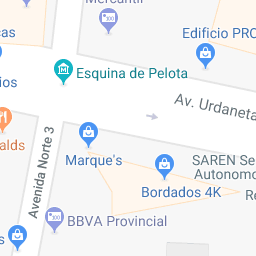 cas
Mercantil
Edificio PRO
Esquina de Pelota
ios
Av. Urdaneta
alds
Avenida Norte 3
Marque's
SAREN Se
Autonomo
Bordados 4K
Re
BBVA Provincial
s